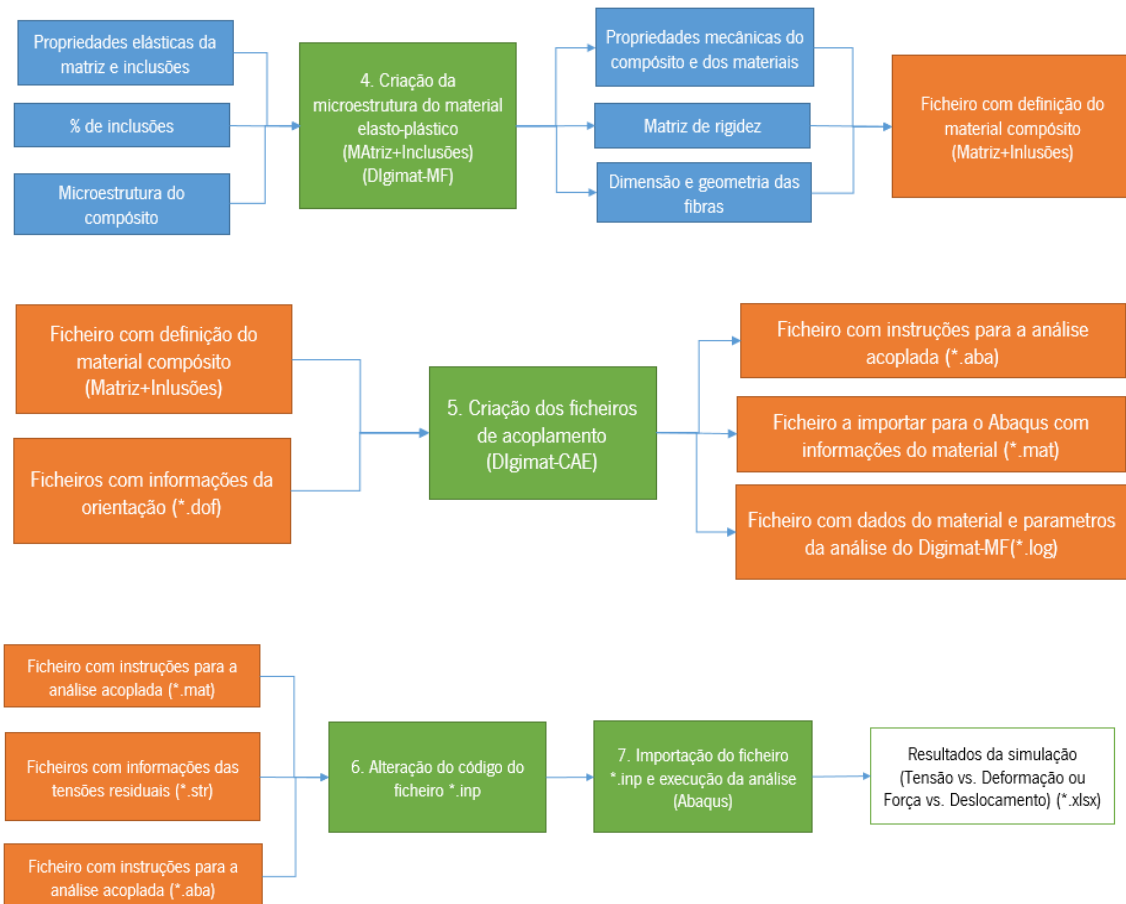 Propriedades elásticas da
matriz e inclusões
% de inclusões
Microestrutura do
compósito
4. Criação da
microestrutura do material
elasto-plástico
(MAtriz+Inclusões)
(DIgimat-MF)
Propriedades mecânicas do
compósito e dos materiais
Matriz de rigidez
Dimensão e geometria das
fibras
Ficheiro com definição do
material compósito
(Matriz+Inlusões)
Ficheiro com definição do
material compósito
(Matriz+Inlusões)
Ficheiros com informações da
orientação (*.dof)
5. Criação dos ficheiros
de acoplamento
(DIgimat-CAE)
Ficheiro com instruções para a análise
acoplada (*.aba)
Ficheiro a importar para o Abaqus com
informações do material (*.mat)
Ficheiro com dados do material e parametros
da análise do Digimat-MF(*.log)
Ficheiro com instruções para a
análise acoplada (*.mat)
Ficheiros com informações das
tensões residuais (*.str)
Ficheiro com instruções para a
análise acoplada (*.aba)
6. Alteração do código do
ficheiro *.inp
7. Importação do ficheiro
*.inp e execução da análise
(Abaqus)
Resultados da simulação
(Tensão vs. Deformação ou
Força vs. Deslocamento) (*.xlsx)